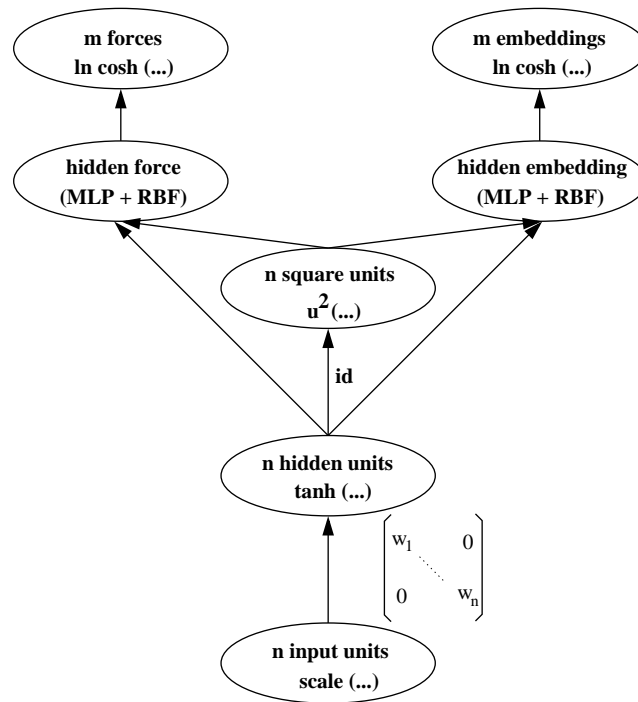 m forces
ln cosh (...)
m embeddings
ln cosh (...)
hidden force
(MLP + RBF)
hidden embedding
(MLP + RBF)
n square units
u² (...)
id
n hidden units
tanh (...)
w₁ 0
0 wₙ
n input units
scale (...)